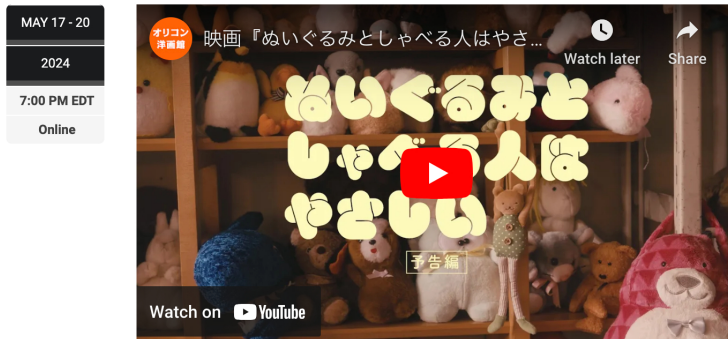 MAY 17 - 20
2024
7:00 PM EDT
Online
オリコン
洋画館
映画『ぬいぐるみとしゃべる人はやさ...
Watch later
Share
ぬいぐるみと
しゃべる人は
やさしい
予告編
Watch on YouTube